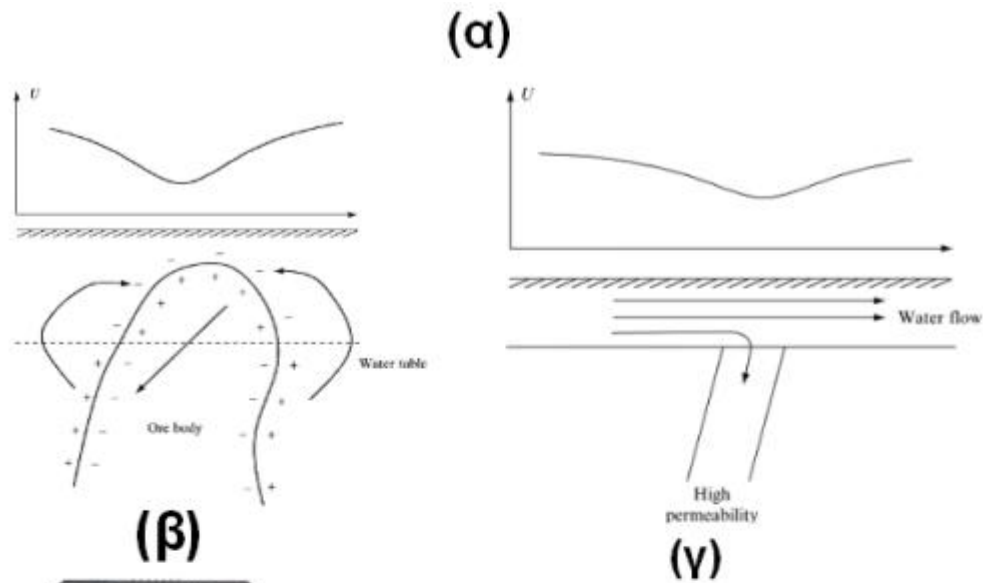 (α)
U
U
Water flow
Water table
Ore body
High
permeability
(β)
(γ)